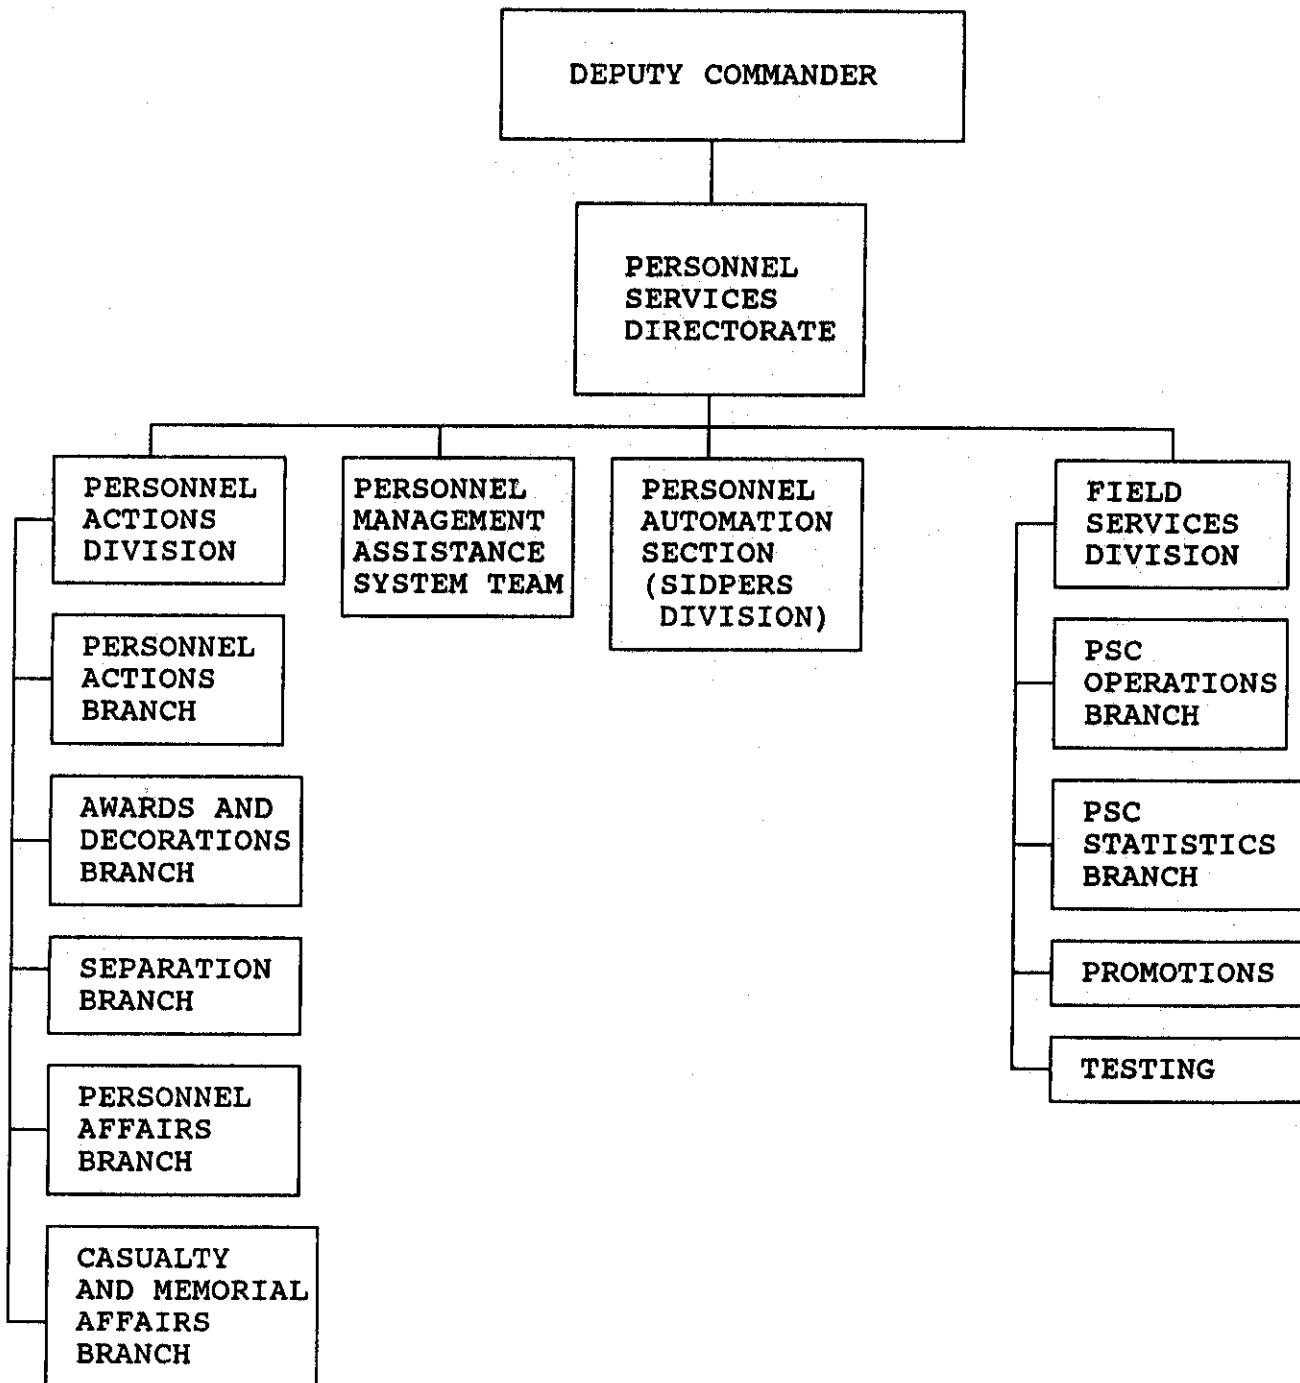 DEPUTY COMMANDER
PERSONNEL
SERVICES
DIRECTORATE
PERSONNEL
ACTIONS
DIVISION
PERSONNEL
MANAGEMENT
ASSISTANCE
SYSTEM TEAM
PERSONNEL
AUTOMATION
SECTION
(SIDPERS
DIVISION)
FIELD
SERVICES
DIVISION
PERSONNEL
ACTIONS
BRANCH
AWARDS AND
DECORATIONS
BRANCH
SEPARATION
BRANCH
PERSONNEL
AFFAIRS
BRANCH
CASUALTY
AND MEMORIAL
AFFAIRS
BRANCH
PSC
OPERATIONS
BRANCH
PSC
STATISTICS
BRANCH
PROMOTIONS
TESTING